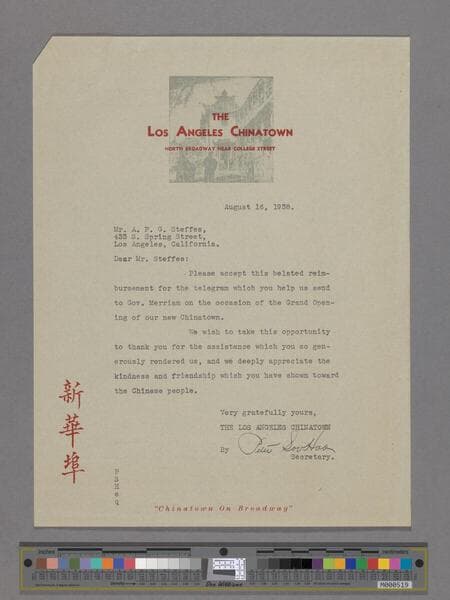 THE
LOS ANGELES CHINATOWN
NORTH BROADWAY NEAR COLLEGE STREET
August 16, 1938.
Mr. A. F. G. Steffes,
433 S. Spring Street,
Los Angeles, California.
Dear Mr. Steffes:
Please accept this belated reim-
bursement for the telegram which you help us send
to Gov. Merriam on the occasion of the Grand Open-
ing of our new Chinatown.
We wish to take this opportunity
to thank you for the assistance which you so gen-
erously rendered us, and we deeply appreciate the
kindness and friendship which you have shown toward
the Chinese people.
Very gratefully yours,
THE LOS ANGELES CHINATOWN
By Peter SooHoo
Secretary.
新華埠
P
S
H
e
q
"Chinatown On Broadway"
inches
centimeters
M000519